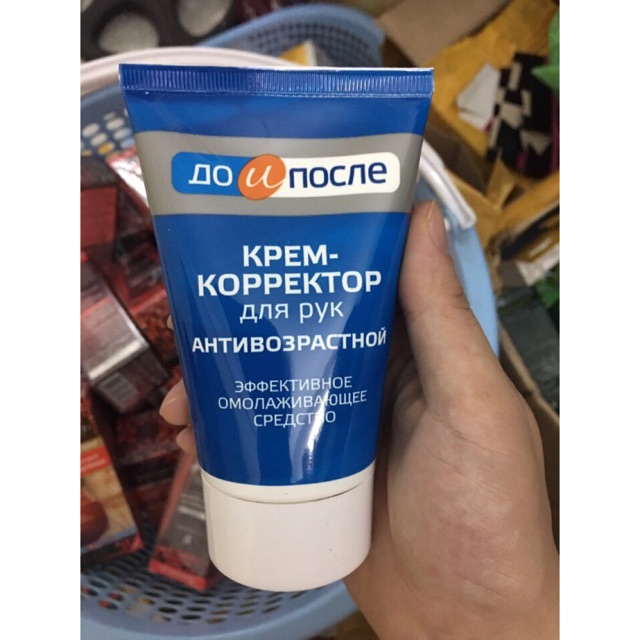 до и после
КРЕМ-
КОРРЕКТОР
для рук
АНТИВОЗРАСТНОЙ
ЭФФЕКТИВНОЕ
ОМОЛАЖИВАЮЩЕЕ
СРЕДСТВО